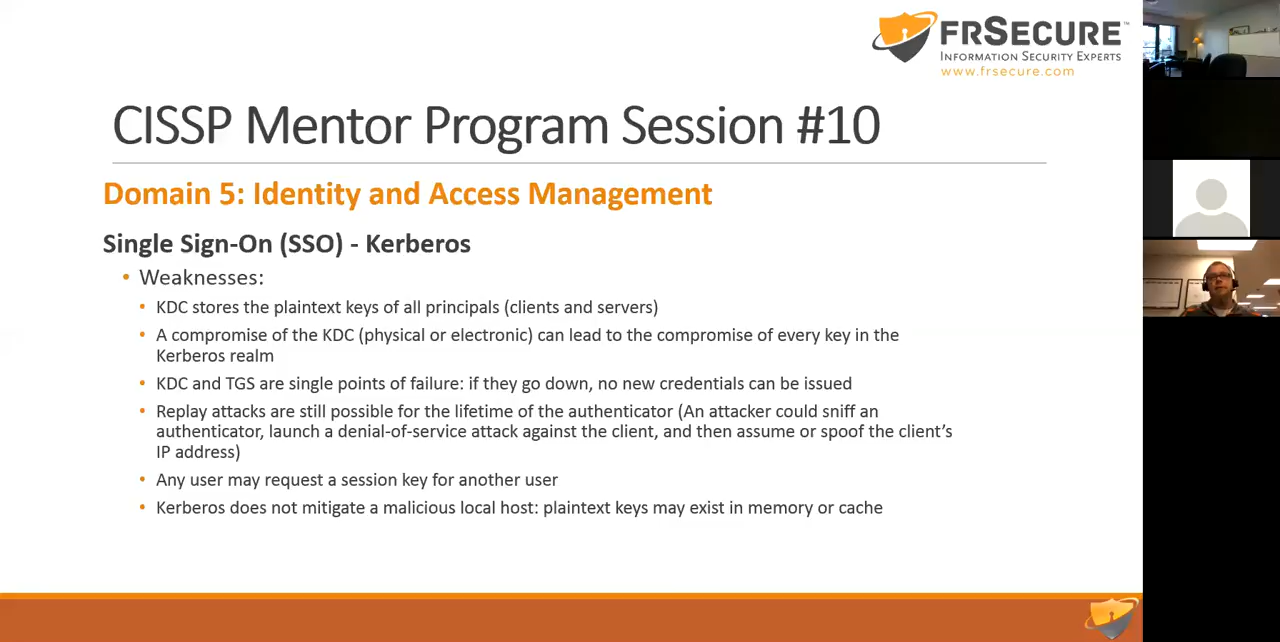 FRSECURE™
INFORMATION SECURITY EXPERTS
www.frsecure.com
CISSP Mentor Program Session #10
Domain 5: Identity and Access Management
Single Sign-On (SSO) - Kerberos
• Weaknesses:
• KDC stores the plaintext keys of all principals (clients and servers)
• A compromise of the KDC (physical or electronic) can lead to the compromise of every key in the
Kerberos realm
• KDC and TGS are single points of failure: if they go down, no new credentials can be issued
• Replay attacks are still possible for the lifetime of the authenticator (An attacker could sniff an
authenticator, launch a denial-of-service attack against the client, and then assume or spoof the client’s
IP address)
• Any user may request a session key for another user
• Kerberos does not mitigate a malicious local host: plaintext keys may exist in memory or cache